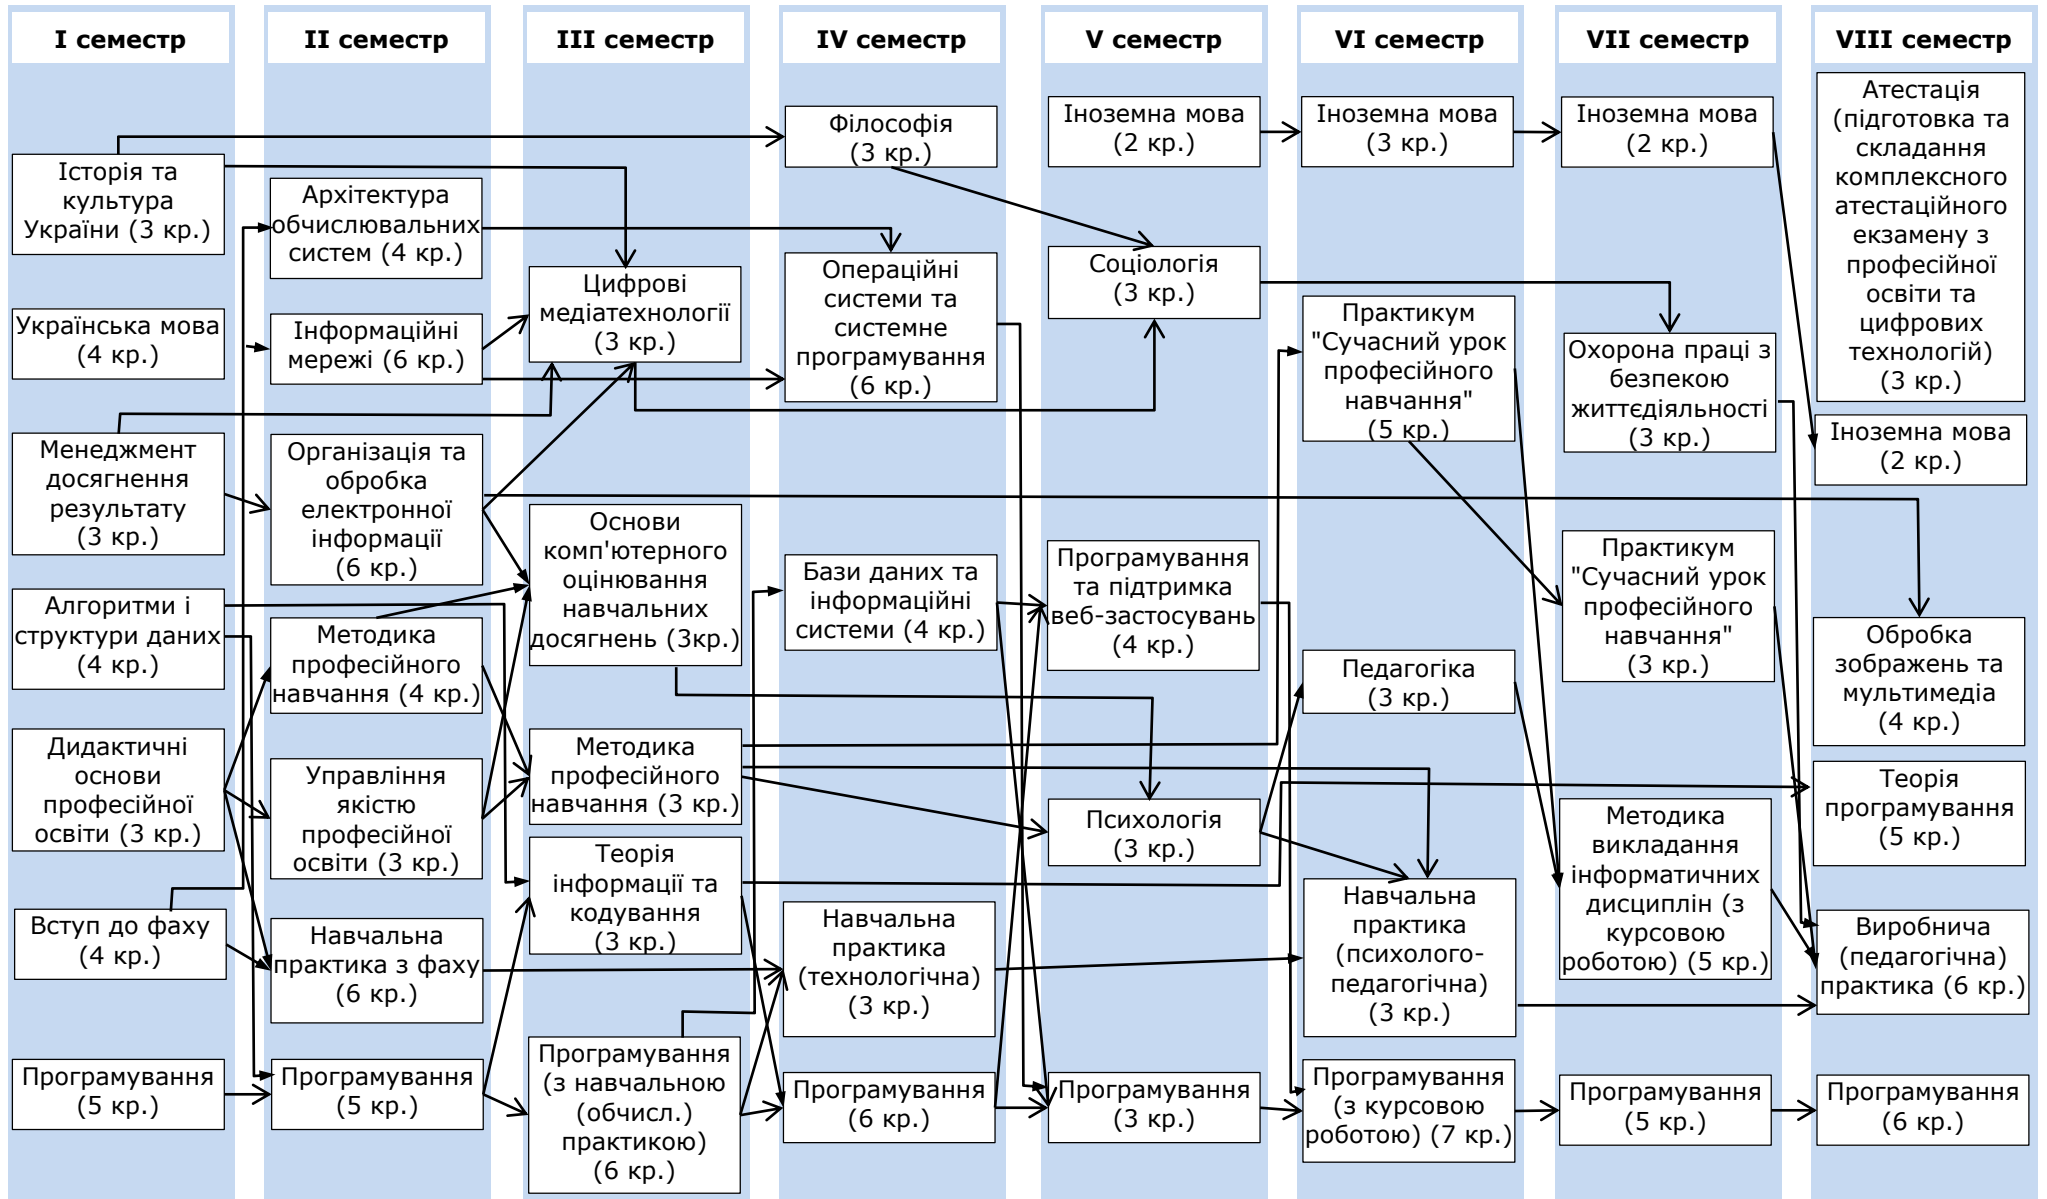 I семестр
Історія та
культура
України (3 кр.)
Українська мова
(4 кр.)
Менеджмент
досягнення
результату
(3 кр.)
Алгоритми і
структури даних
(4 кр.)
Дидактичні
основи
професійної
освіти (3 кр.)
Вступ до фаху
(4 кр.)
Програмування
(5 кр.)
II семестр
Архітектура
обчислювальних
систем (4 кр.)
Інформаційні
мережі (6 кр.)
Організація та
обробка
електронної
інформації
(6 кр.)
Методика
професійного
навчання (4 кр.)
Управління
якістю
професійної
освіти (3 кр.)
Навчальна
практика з фаху
(6 кр.)
Програмування
(5 кр.)
III семестр
Цифрові
медіатехнології
(3 кр.)
Основи
комп'ютерного
оцінювання
навчальних
досягнень (3кр.)
Методика
професійного
навчання (3 кр.)
Теорія
інформації та
кодування
(3 кр.)
Програмування
(з навчальною
(обчисл.)
практикою)
(6 кр.)
IV семестр
Філософія
(3 кр.)
Операційні
системи та
системне
програмування
(6 кр.)
Бази даних та
інформаційні
системи (4 кр.)
Навчальна
практика
(технологічна)
(3 кр.)
Програмування
(6 кр.)
V семестр
Іноземна мова
(2 кр.)
Соціологія
(3 кр.)
Програмування
та підтримка
веб-застосувань
(4 кр.)
Психологія
(3 кр.)
Програмування
(3 кр.)
VI семестр
Іноземна мова
(3 кр.)
Практикум
"Сучасний урок
професійного
навчання"
(5 кр.)
Педагогіка
(3 кр.)
Навчальна
практика
(психолого-
педагогічна)
(3 кр.)
Програмування
(з курсовою
роботою) (7 кр.)
VII семестр
Іноземна мова
(2 кр.)
Охорона праці з
безпекою
життєдіяльності
(3 кр.)
Практикум
"Сучасний урок
професійного
навчання"
(3 кр.)
Методика
викладання
інформатичних
дисциплін (з
курсовою
роботою) (5 кр.)
Програмування
(5 кр.)
VIII семестр
Атестація
(підготовка та
складання
комплексного
атестаційного
екзамену з
професійної
освіти та
цифрових
технологій)
(3 кр.)
Іноземна мова
(2 кр.)
Обробка
зображень та
мультимедіа
(4 кр.)
Теорія
програмування
(5 кр.)
Виробнича
(педагогічна)
практика (6 кр.)
Програмування
(6 кр.)